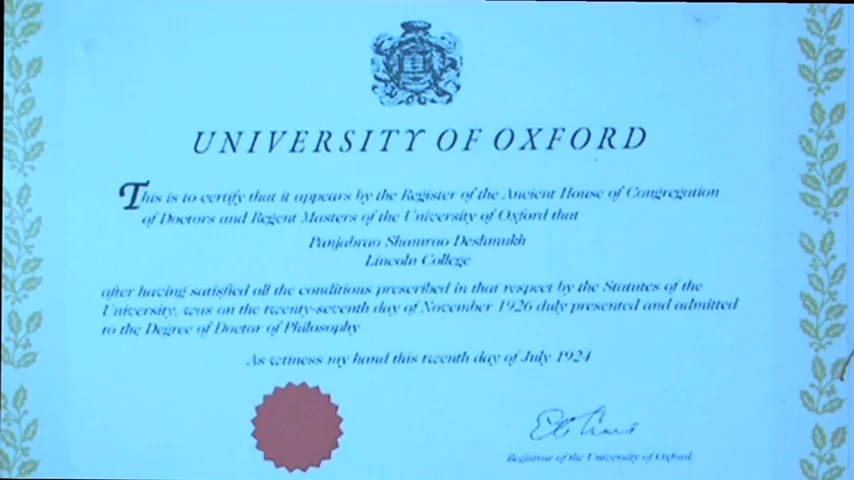 UNIVERSITY OF OXFORD
This is to certify that it appears by the Register of the Ancient House of Congregation
of Doctors and Regent Masters of the University of Oxford that
Panjabrao Shamrao Deshmukh
Lincoln College
after having satisfied all the conditions prescribed in that respect by the Statutes of the
University, was on the twenty-seventh day of November 1926 duly presented and admitted
to the Degree of Doctor of Philosophy
As witness my hand this day of July
Registrar of the University of Oxford.